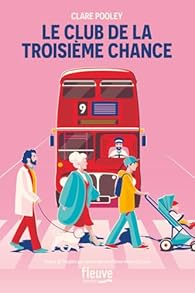 CLARE POOLEY
LE CLUB DE LA
TROISIÈME CHANCE
9
fleuve